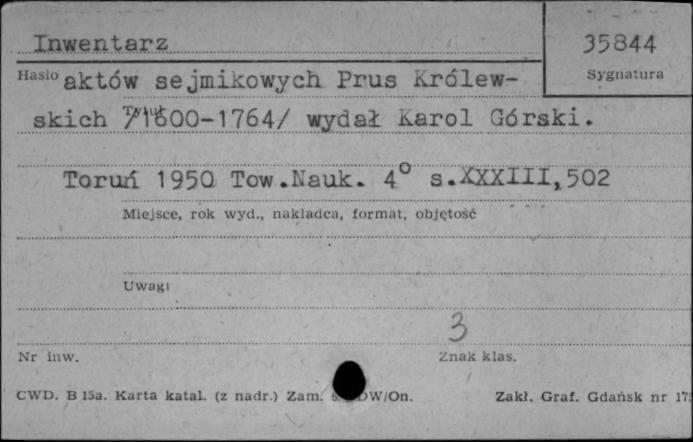 Inwentarz
35844
Sygnatura
Hasło aktów sejmikowych Prus Królew-
skich /1600-1764/ wydał Karol Górski.
Toruń 1950 Tow.Nauk. 4° s.XXXIII,502
Miejsce, rok wyd., nakładca, format, objętość
Uwagi
3
Nr inw.
Znak klas.
CWD. B 15a. Karta katal. (z nadr.) Zam. DW/On.
Zakł. Graf. Gdańsk nr